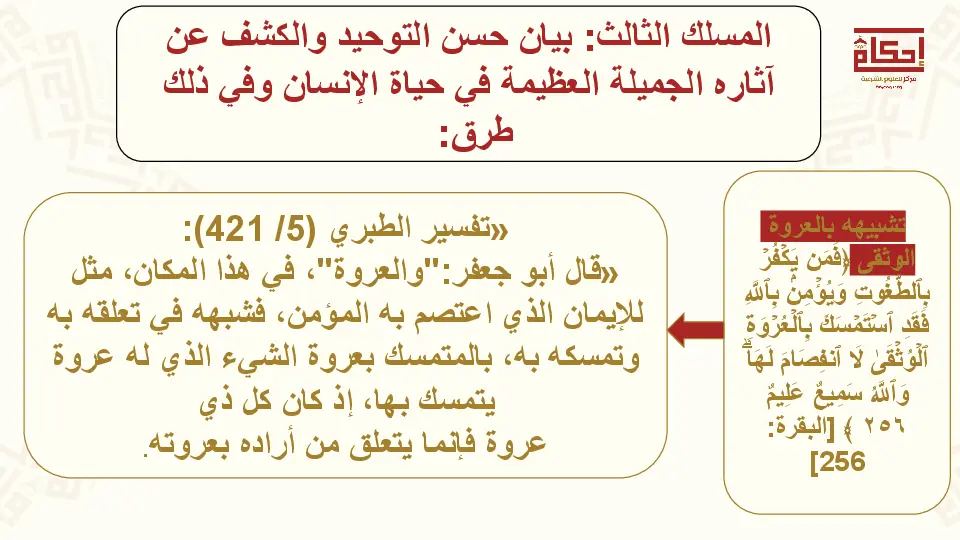 المسلك الثالث: بيان حسن التوحيد والكشف عن
آثاره الجميلة العظيمة في حياة الإنسان وفي ذلك
طرق:
إحكام
مركز للعلوم الشرعية
تشبيهه بالعروة
الوثقى ﴿فَمَن يَكۡفُرۡ
بِٱلطَّٰغُوتِ وَيُؤۡمِنۢ بِٱللَّهِ
فَقَدِ ٱسۡتَمۡسَكَ بِٱلۡعُرۡوَةِ
ٱلۡوُثۡقَىٰ لَا ٱنفِصَامَ لَهَاۗ
وَٱللَّهُ سَمِيعٌ عَلِيمٌ
٢٥٦ ﴾ [البقرة:
256]
«تفسير الطبري (5/ 421):
«قال أبو جعفر:"والعروة"، في هذا المكان، مثل
للإيمان الذي اعتصم به المؤمن، فشبهه في تعلقه به
وتمسكه به، بالمتمسك بعروة الشيء الذي له عروة
يتمسك بها، إذ كان كل ذي
عروة فإنما يتعلق من أراده بعروته.